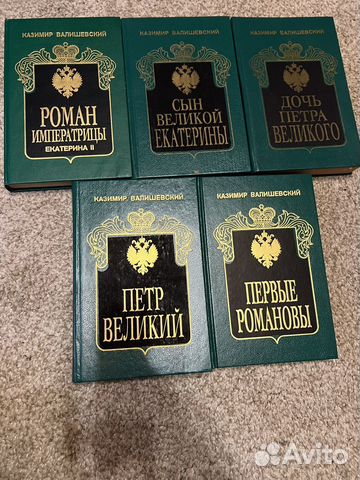 КАЗИМИР ВАЛИШЕВСКИЙ
РОМАН
ИМПЕРАТРИЦЫ
ЕКАТЕРИНА II
КАЗИМИР ВАЛИШЕВСКИЙ
СЫН
ВЕЛИКОЙ
ЕКАТЕРИНЫ
КАЗИМИР ВАЛИШЕВСКИЙ
ДОЧЬ
ПЕТРА
ВЕЛИКОГО
КАЗИМИР ВАЛИШЕВСКИЙ
ПЕТР
ВЕЛИКИЙ
КАЗИМИР ВАЛИШЕВСКИЙ
ПЕРВЫЕ
РОМАНОВЫ
Avito